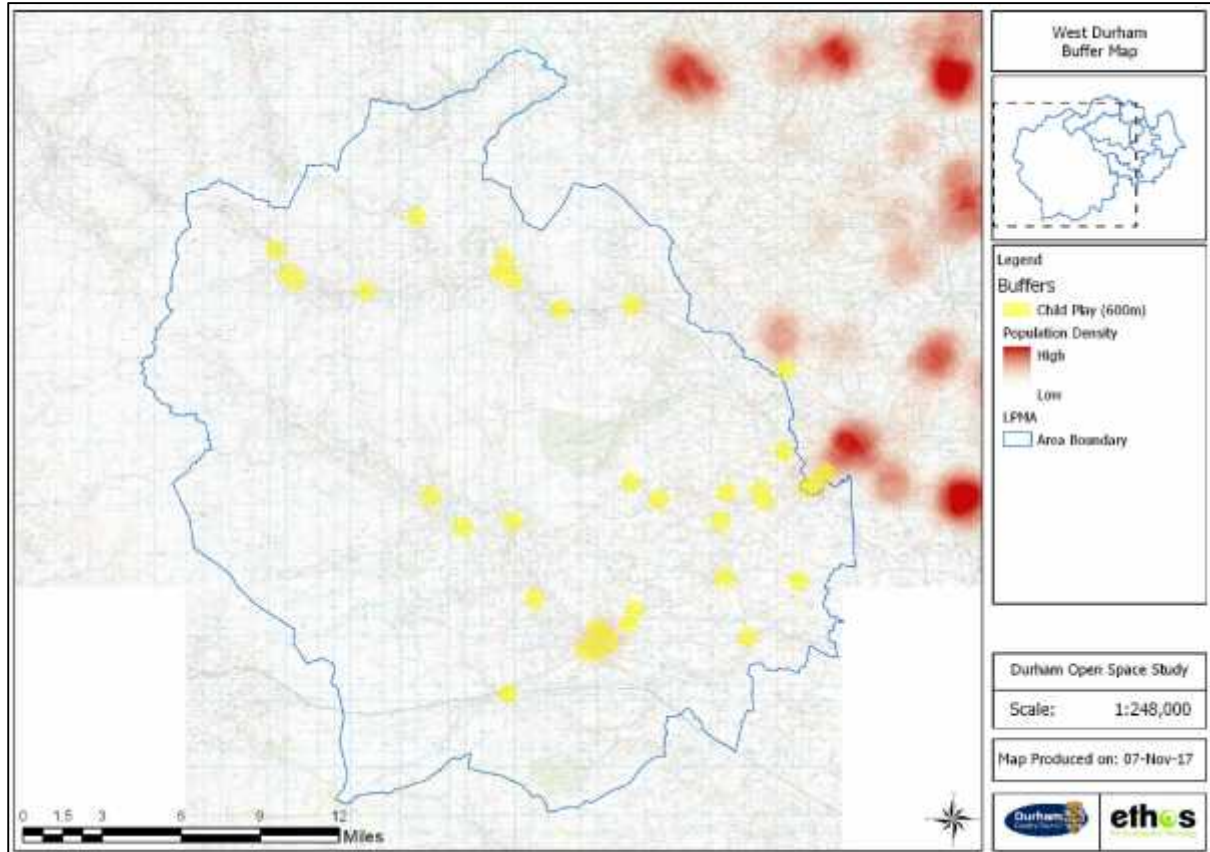 West Durham
Buffer Map
Legend
Buffers
Child Play (600m)
Population Density
High
Low
LPMA
Area Boundary
Durham Open Space Study
Scale: 1:248,000
Map Produced on: 07-Nov-17
Durham
ethos
0 1.5 3 6 9 12
Miles